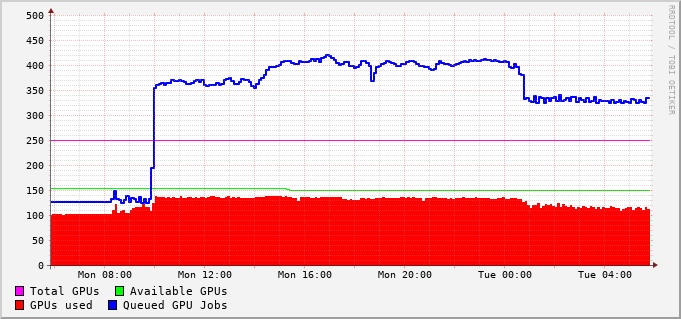 500
450
400
350
300
250
200
150
100
50
0
Mon 08:00 Mon 12:00 Mon 16:00 Mon 20:00 Tue 00:00 Tue 04:00
Total GPUs Available GPUs
GPUs used Queued GPU Jobs
RRDTOOL / TOBI OETIKER